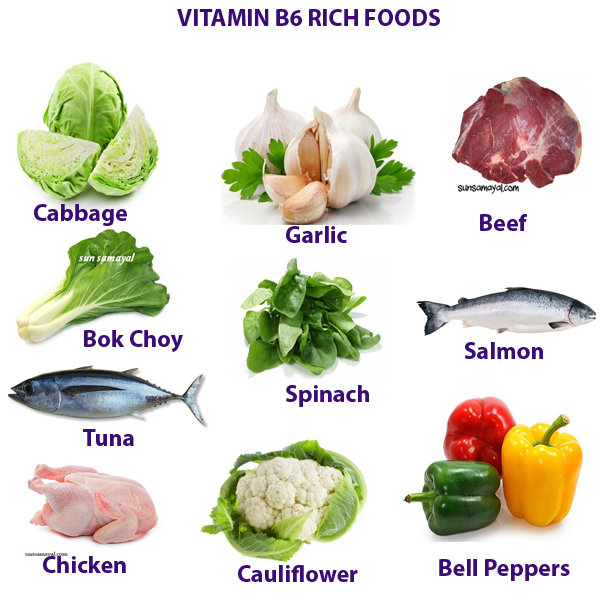 VITAMIN B6 RICH FOODS
Cabbage
Garlic
sunsamayal.com
Beef
sun samayal
Bok Choy
Spinach
Salmon
Tuna
sunsamayal.com
Chicken
Cauliflower
Bell Peppers